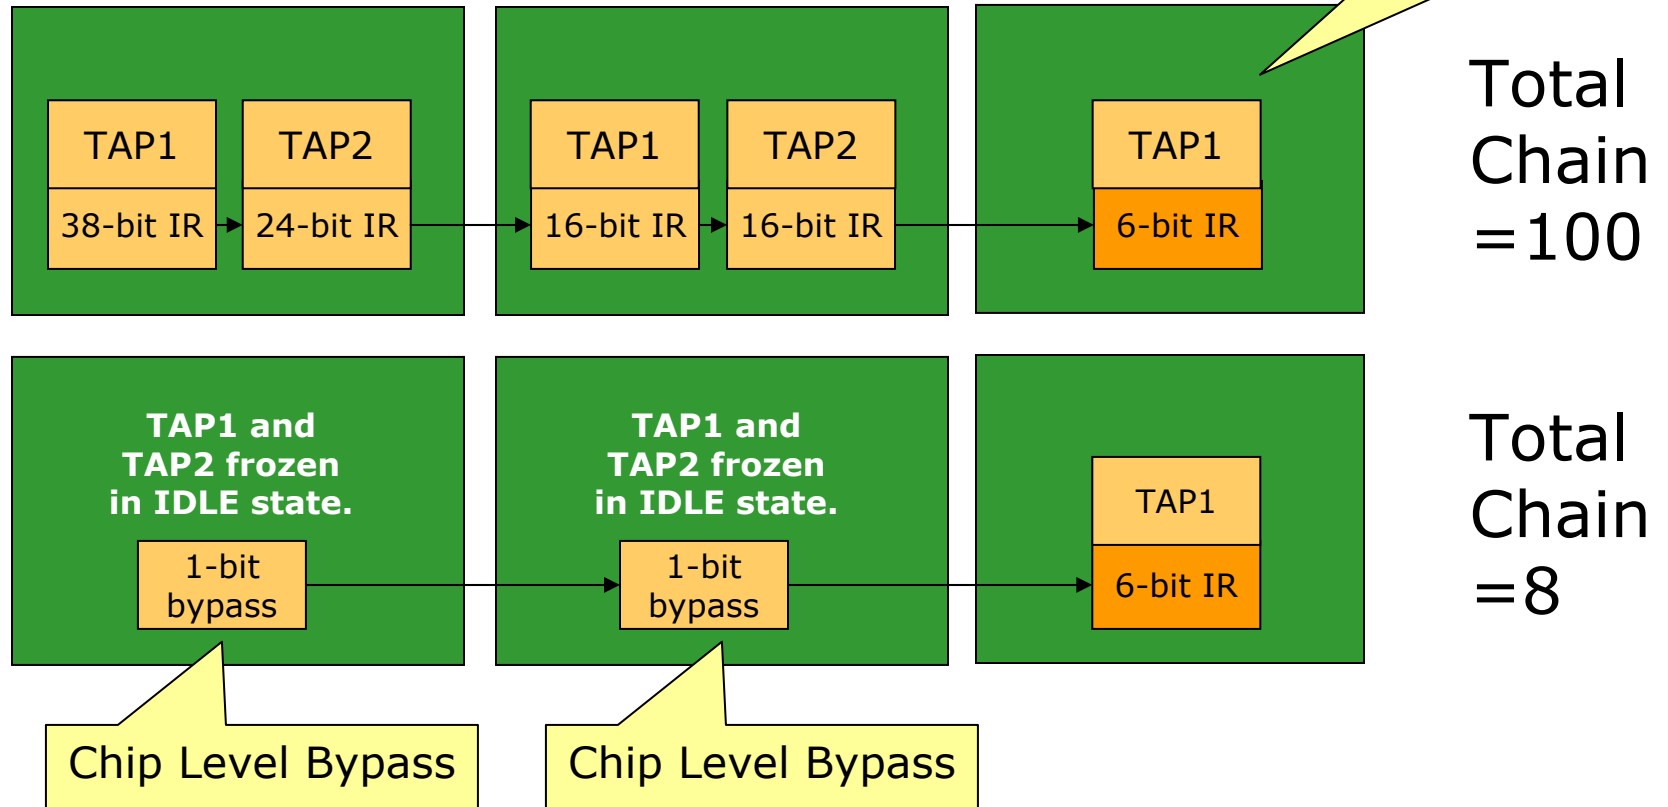 TAP1
TAP2
38-bit IR
24-bit IR
TAP1
TAP2
16-bit IR
16-bit IR
TAP1
6-bit IR
Total
Chain
=100
TAP1 and
TAP2 frozen
in IDLE state.
1-bit
bypass
TAP1 and
TAP2 frozen
in IDLE state.
1-bit
bypass
TAP1
6-bit IR
Total
Chain
=8
Chip Level Bypass
Chip Level Bypass